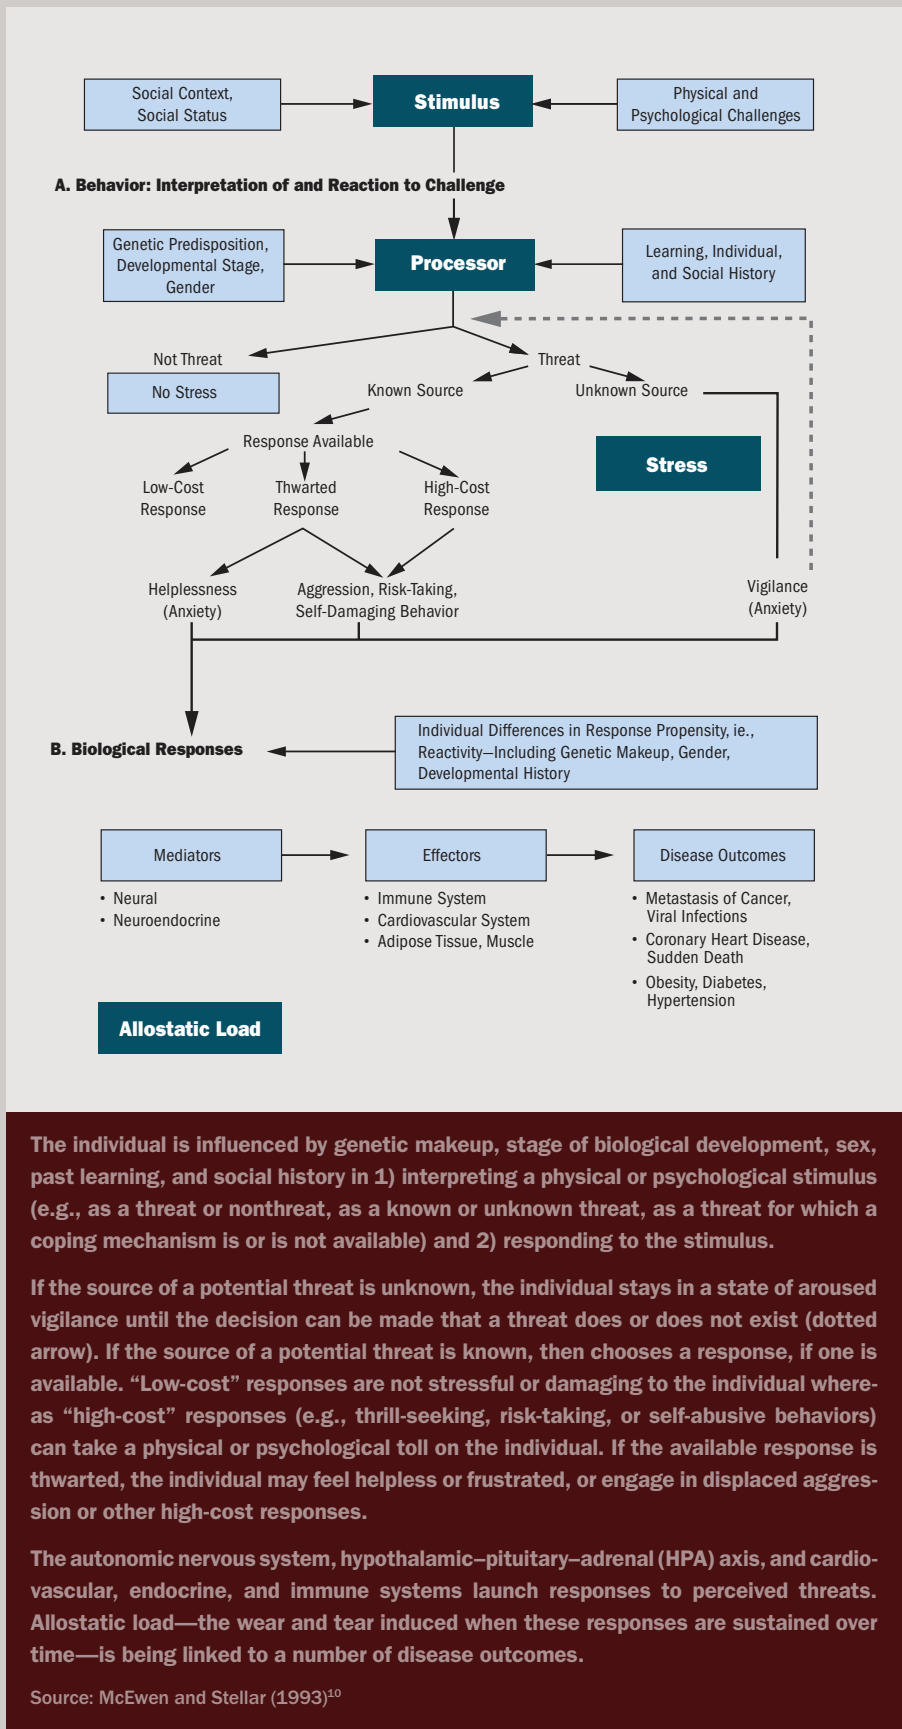 Social Context,
Social Status
Stimulus
Physical and
Psychological Challenges
A. Behavior: Interpretation of and Reaction to Challenge
Genetic Predisposition,
Developmental Stage,
Gender
Processor
Learning, Individual,
and Social History
Not Threat
Threat
No Stress
Known Source
Unknown Source
Response Available
Stress
Low-Cost
Response
Thwarted
Response
High-Cost
Response
Helplessness
(Anxiety)
Aggression, Risk-Taking,
Self-Damaging Behavior
Vigilance
(Anxiety)
B. Biological Responses
Individual Differences in Response Propensity, ie.,
Reactivity—Including Genetic Makeup, Gender,
Developmental History
Mediators
Effectors
Disease Outcomes
• Neural
• Neuroendocrine
• Immune System
• Cardiovascular System
• Adipose Tissue, Muscle
• Metastasis of Cancer,
Viral Infections
• Coronary Heart Disease,
Sudden Death
• Obesity, Diabetes,
Hypertension
Allostatic Load
The individual is influenced by genetic makeup, stage of biological development, sex,
past learning, and social history in 1) interpreting a physical or psychological stimulus
(e.g., as a threat or nonthreat, as a known or unknown threat, as a threat for which a
coping mechanism is or is not available) and 2) responding to the stimulus.
If the source of a potential threat is unknown, the individual stays in a state of aroused
vigilance until the decision can be made that a threat does or does not exist (dotted
arrow). If the source of a potential threat is known, then chooses a response, if one is
available. “Low-cost” responses are not stressful or damaging to the individual where-
as “high-cost” responses (e.g., thrill-seeking, risk-taking, or self-abusive behaviors)
can take a physical or psychological toll on the individual. If the available response is
thwarted, the individual may feel helpless or frustrated, or engage in displaced aggres-
sion or other high-cost responses.
The autonomic nervous system, hypothalamic–pituitary–adrenal (HPA) axis, and cardio-
vascular, endocrine, and immune systems launch responses to perceived threats.
Allostatic load—the wear and tear induced when these responses are sustained over
time—is being linked to a number of disease outcomes.
Source: McEwen and Stellar (1993)¹⁰